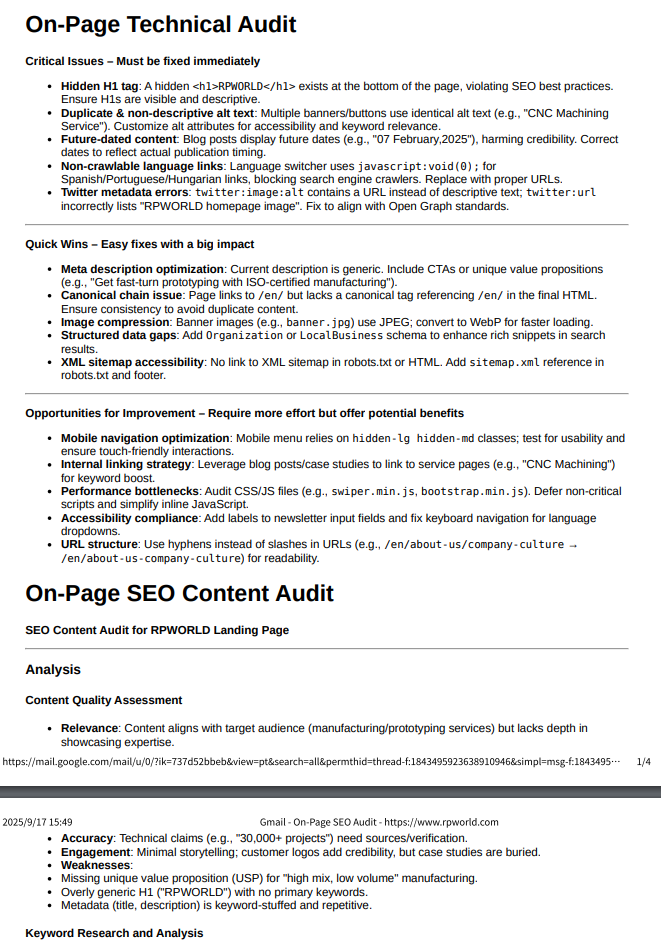 On-Page Technical Audit
Critical Issues – Must be fixed immediately
• Hidden H1 tag: A hidden <h1>RPWORLD</h1> exists at the bottom of the page, violating SEO best practices.
Ensure H1s are visible and descriptive.
• Duplicate & non-descriptive alt text: Multiple banners/buttons use identical alt text (e.g., "CNC Machining
Service"). Customize alt attributes for accessibility and keyword relevance.
• Future-dated content: Blog posts display future dates (e.g., "07 February,2025"), harming credibility. Correct
dates to reflect actual publication timing.
• Non-crawlable language links: Language switcher uses javascript:void(0); for
Spanish/Portuguese/Hungarian links, blocking search engine crawlers. Replace with proper URLs.
• Twitter metadata errors: twitter:image:alt contains a URL instead of descriptive text; twitter:url
incorrectly lists "RPWORLD homepage image". Fix to align with Open Graph standards.
Quick Wins – Easy fixes with a big impact
• Meta description optimization: Current description is generic. Include CTAs or unique value propositions
(e.g., "Get fast-turn prototyping with ISO-certified manufacturing").
• Canonical chain issue: Page links to /en/ but lacks a canonical tag referencing /en/ in the final HTML.
Ensure consistency to avoid duplicate content.
• Image compression: Banner images (e.g., banner.jpg) use JPEG; convert to WebP for faster loading.
• Structured data gaps: Add Organization or LocalBusiness schema to enhance rich snippets in search
results.
• XML sitemap accessibility: No link to XML sitemap in robots.txt or HTML. Add sitemap.xml reference in
robots.txt and footer.
Opportunities for Improvement – Require more effort but offer potential benefits
• Mobile navigation optimization: Mobile menu relies on hidden-lg hidden-md classes; test for usability and
ensure touch-friendly interactions.
• Internal linking strategy: Leverage blog posts/case studies to link to service pages (e.g., "CNC Machining")
for keyword boost.
• Performance bottlenecks: Audit CSS/JS files (e.g., swiper.min.js, bootstrap.min.js). Defer non-critical
scripts and simplify inline JavaScript.
• Accessibility compliance: Add labels to newsletter input fields and fix keyboard navigation for language
dropdowns.
• URL structure: Use hyphens instead of slashes in URLs (e.g., /en/about-us/company-culture →
/en/about-us-company-culture) for readability.
On-Page SEO Content Audit
SEO Content Audit for RPWORLD Landing Page
Analysis
Content Quality Assessment
• Relevance: Content aligns with target audience (manufacturing/prototyping services) but lacks depth in
showcasing expertise.
https://mail.google.com/mail/u/0/?ik=737d52bbeb&view=pt&search=all&permthid=thread-f:1843495923638910946&simpl=msg-f:1843495⋯ 1/4
2025/9/17 15:49 Gmail - On-Page SEO Audit - https://www.rpworld.com
• Accuracy: Technical claims (e.g., "30,000+ projects") need sources/verification.
• Engagement: Minimal storytelling; customer logos add credibility, but case studies are buried.
• Weaknesses:
• Missing unique value proposition (USP) for "high mix, low volume" manufacturing.
• Overly generic H1 ("RPWORLD") with no primary keywords.
• Metadata (title, description) is keyword-stuffed and repetitive.
Keyword Research and Analysis